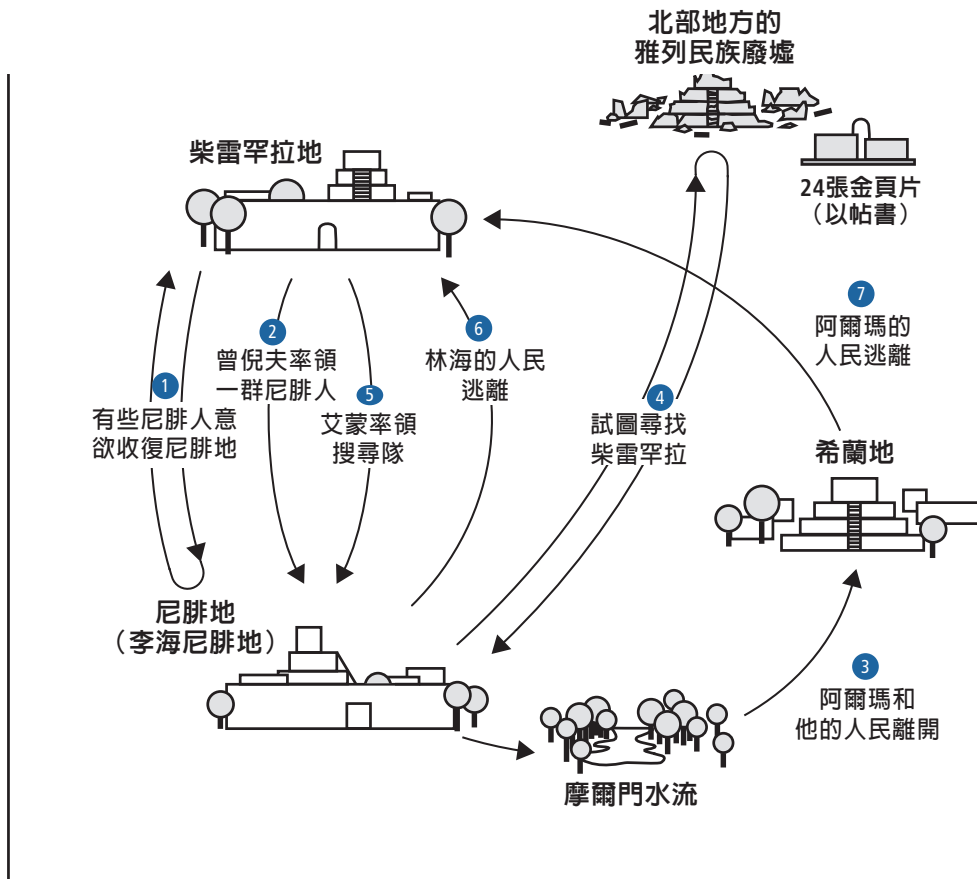 北部地方的
雅列民族廢墟
柴雷罕拉地
24張金頁片
（以帖書）
7
阿爾瑪的
人民逃離
2
曾倪夫率領
一群尼腓人
6
林海的人民
逃離
1
有些尼腓人意
欲收復尼腓地
5
艾蒙率領
搜尋隊
4
試圖尋找
柴雷罕拉
希蘭地
尼腓地
（李海尼腓地）
3
阿爾瑪和
他的人民離開
摩爾門水流